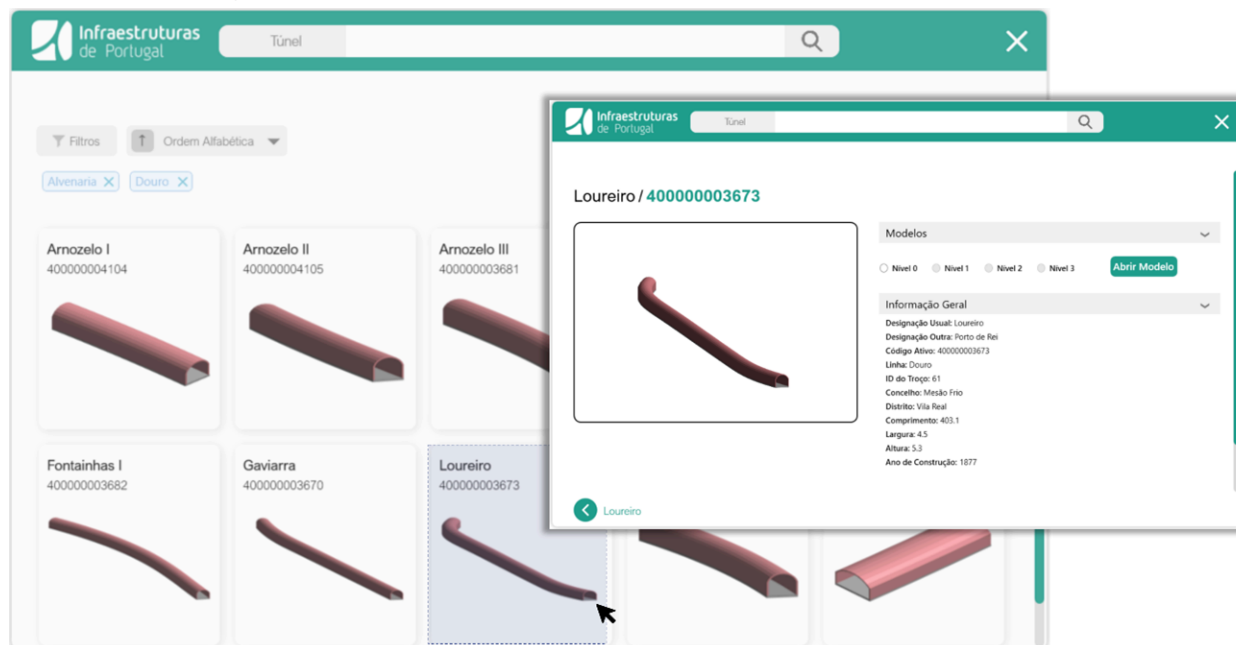 Infraestruturas
de Portugal
Túnel
Filtros
Ordem Alfabética
Alvenaria
Douro
Arnozelo I
400000004104
Arnozelo II
400000004105
Arnozelo III
400000003681
Fontainhas I
400000003682
Gaviarra
400000003670
Loureiro
400000003673
Infraestruturas
de Portugal
Túnel
Loureiro / 400000003673
Modelos
Nível 0 Nível 1 Nível 2 Nível 3 Abrir Modelo
Informação Geral
Designação Usual: Loureiro
Designação Outra: Porto de Rei
Código Ativo: 400000003673
Linha: Douro
ID do Troço: 61
Concelho: Mesão Frio
Distrito: Vila Real
Comprimento: 403.1
Largura: 4.5
Altura: 5.3
Ano de Construção: 1877
Loureiro